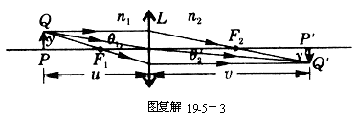 Q n₁ L n₂
y θ₁ F₂ P′
P F₁ θ₂′ y′ Q′
u v
图复解 19-5-3